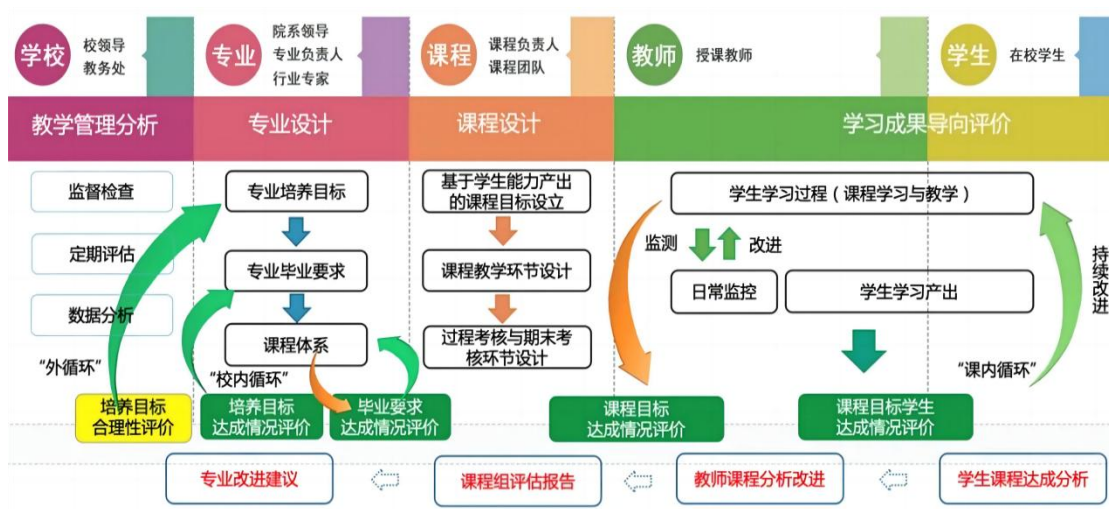 学校
校领导
教务处
专业
院系领导
专业负责人
行业专家
课程
课程负责人
课程团队
教师
授课教师
学生
在校学生
教学管理分析
专业设计
课程设计
学习成果导向评价
监督检查
定期评估
数据分析
“外循环”
培养目标
合理性评价
专业培养目标
专业毕业要求
课程体系
“校内循环”
培养目标
达成情况评价
毕业要求
达成情况评价
基于学生能力产出
的课程目标设立
课程教学环节设计
过程考核与期末考
核环节设计
学生学习过程（课程学习与教学）
监测
改进
日常监控
学生学习产出
持续改进
“课内循环”
课程目标
达成情况评价
课程目标学生
达成情况评价
专业改进建议
课程组评估报告
教师课程分析改进
学生课程达成分析